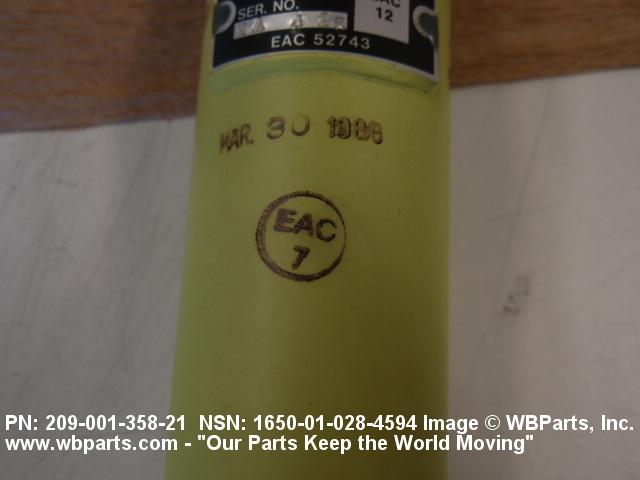 SER. NO.
12
EAC 52743
MAR. 30 1988
EAC
7
PN: 209-001-358-21 NSN: 1650-01-028-4594 Image © WBParts, Inc.
www.wbparts.com - "Our Parts Keep the World Moving"